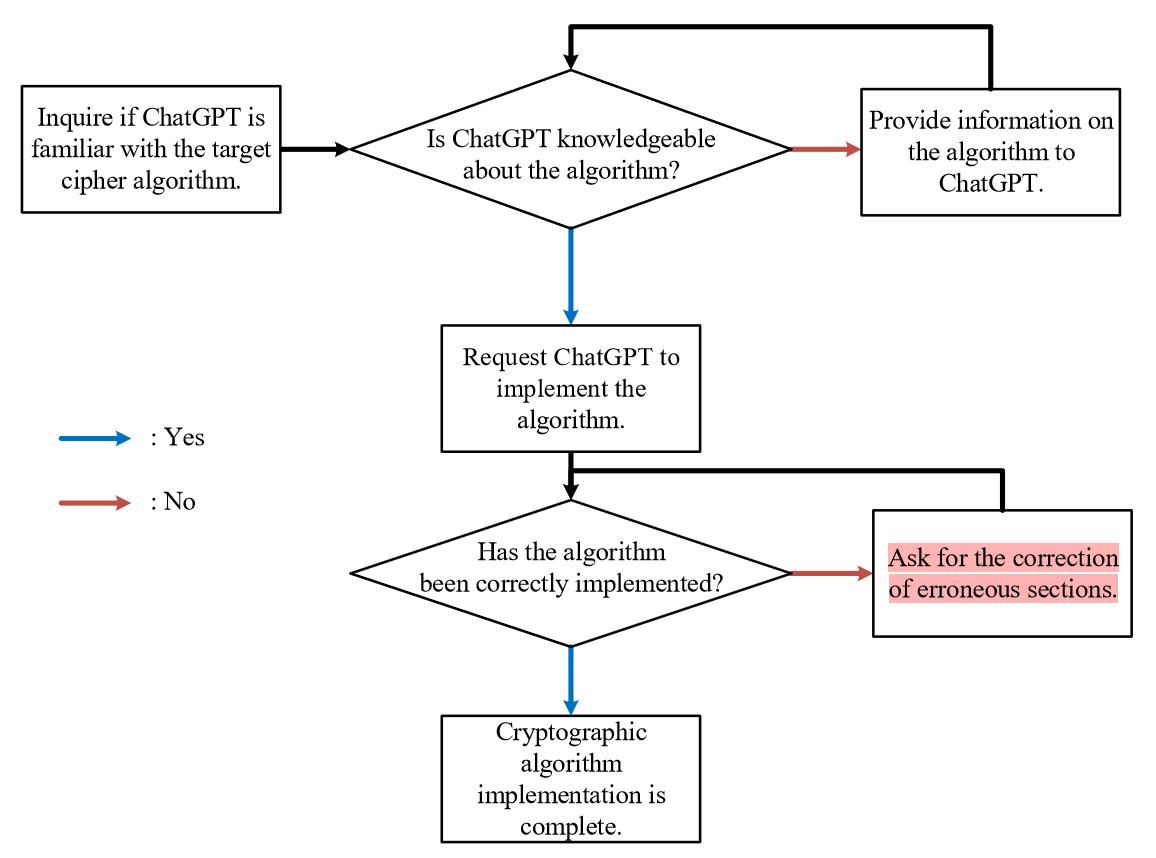 Inquire if ChatGPT is
familiar with the target
cipher algorithm.
Is ChatGPT knowledgeable
about the algorithm?
Provide information on
the algorithm to
ChatGPT.
Request ChatGPT to
implement the
algorithm.
: Yes
: No
Has the algorithm
been correctly implemented?
Ask for the correction
of erroneous sections.
Cryptographic
algorithm
implementation is
complete.